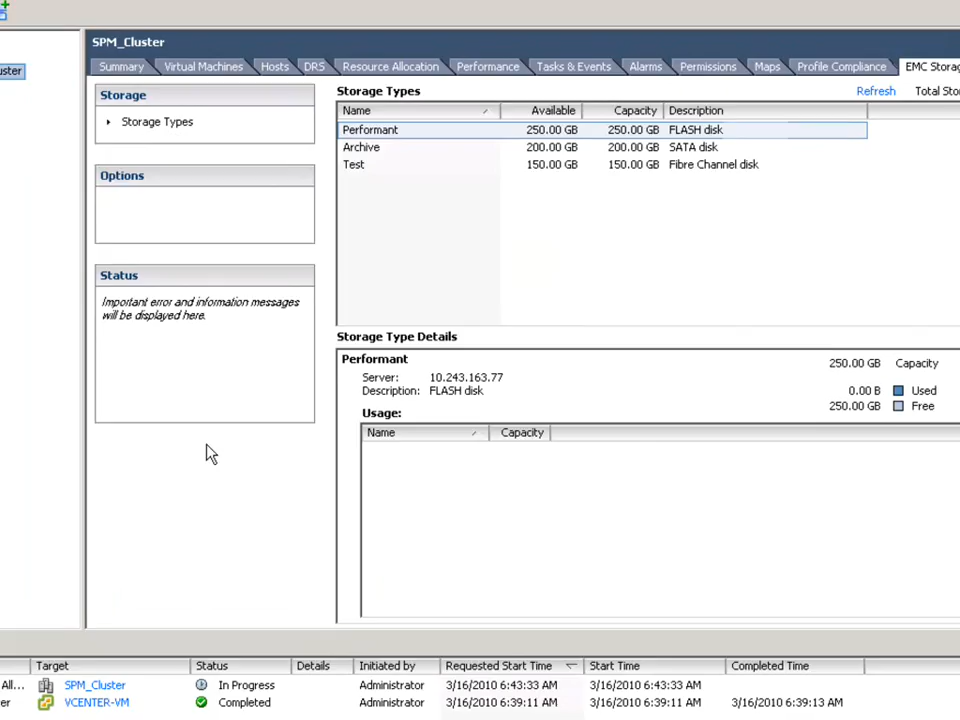 SPM_Cluster
uster
Summary Virtual Machines Hosts DRS Resource Allocation Performance Tasks & Events Alarms Permissions Maps Profile Compliance EMC Storag
Storage
Storage Types
Options
Status
Important error and information messages
will be displayed here.
Storage Types Refresh Total Sto
Name Available Capacity Description
Performant 250.00 GB 250.00 GB FLASH disk
Archive 200.00 GB 200.00 GB SATA disk
Test 150.00 GB 150.00 GB Fibre Channel disk
Storage Type Details
Performant 250.00 GB Capacity
Server: 10.243.163.77
Description: FLASH disk 0.00 B Used
250.00 GB Free
Usage:
Name Capacity
Target Status Details Initiated by Requested Start Time Start Time Completed Time
All... SPM_Cluster In Progress Administrator 3/16/2010 6:43:33 AM 3/16/2010 6:43:33 AM
er VCENTER-VM Completed Administrator 3/16/2010 6:39:11 AM 3/16/2010 6:39:11 AM 3/16/2010 6:39:13 AM